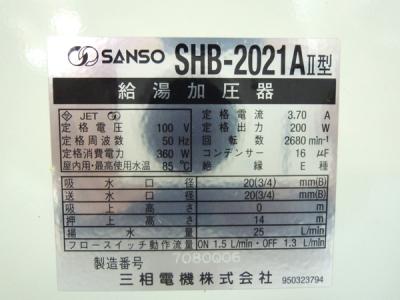 SANSO SHB-2021AⅡ型
給湯加圧器
JET
定格電圧 100 V
定格周波数 50 Hz
定格消費電力 360 W
屋内用・最高使用水温 85℃
定格電流 3.70 A
定格出力 200 W
回転数 2680 min⁻¹
コンデンサー 16 μF
絶縁 E種
吸水口径 20(3/4) mm(B)
送水口径 20(3/4) mm(B)
吸上高さ 0 m
押上高さ 14 m
揚水量 25 L/min
フロースイッチ動作流量 ON 1.5 L/min・OFF 1.3 L/min
製造番号 7080Q06
三相電機株式会社 950323794